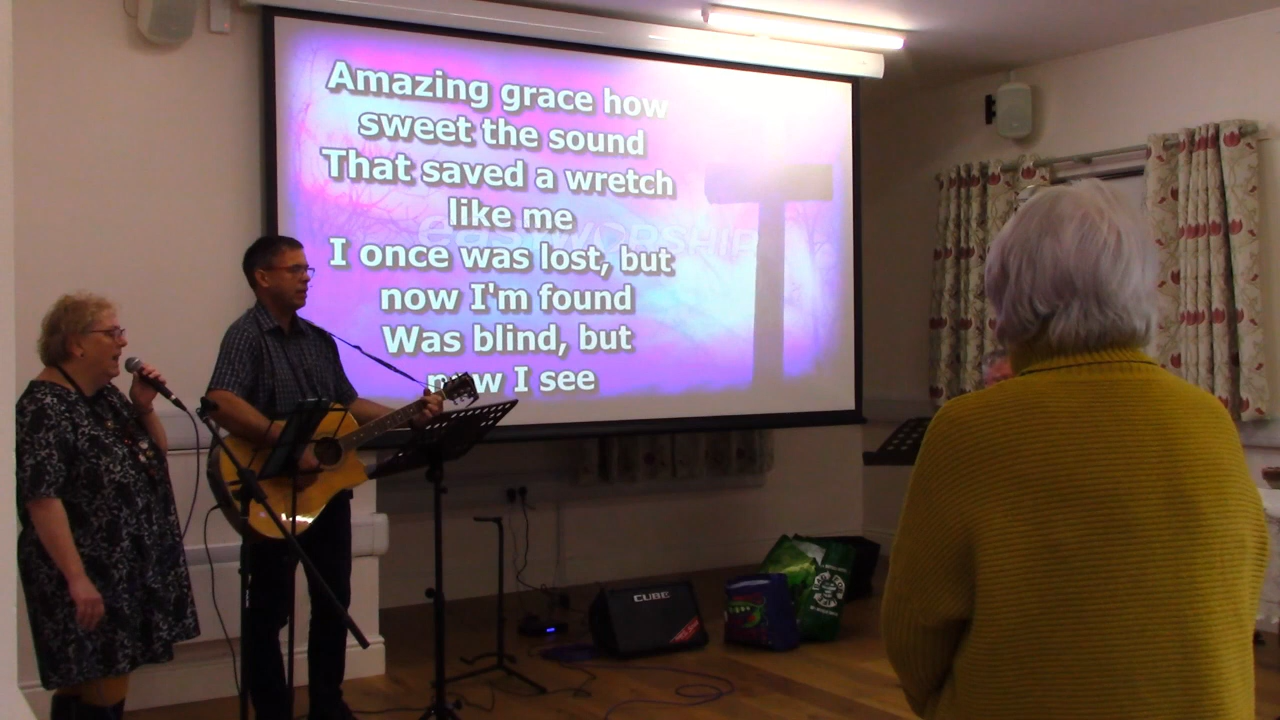 Amazing grace how
sweet the sound
That saved a wretch
like me
I once was lost, but
now I'm found
Was blind, but
now I see
easyWORSHIP
CUBE